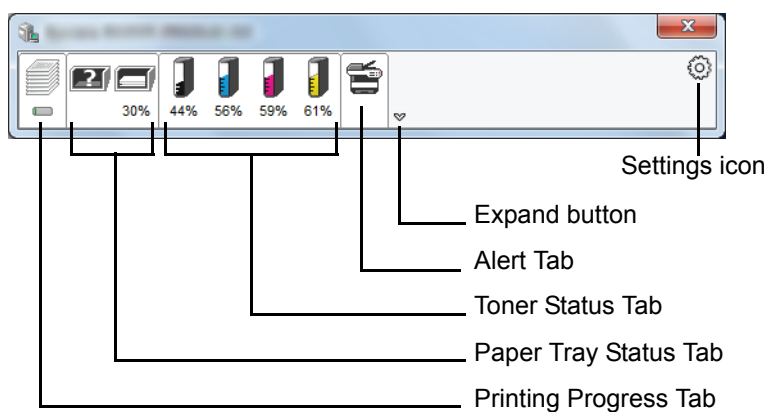 30% 44% 56% 59% 61%
Settings icon
Expand button
Alert Tab
Toner Status Tab
Paper Tray Status Tab
Printing Progress Tab